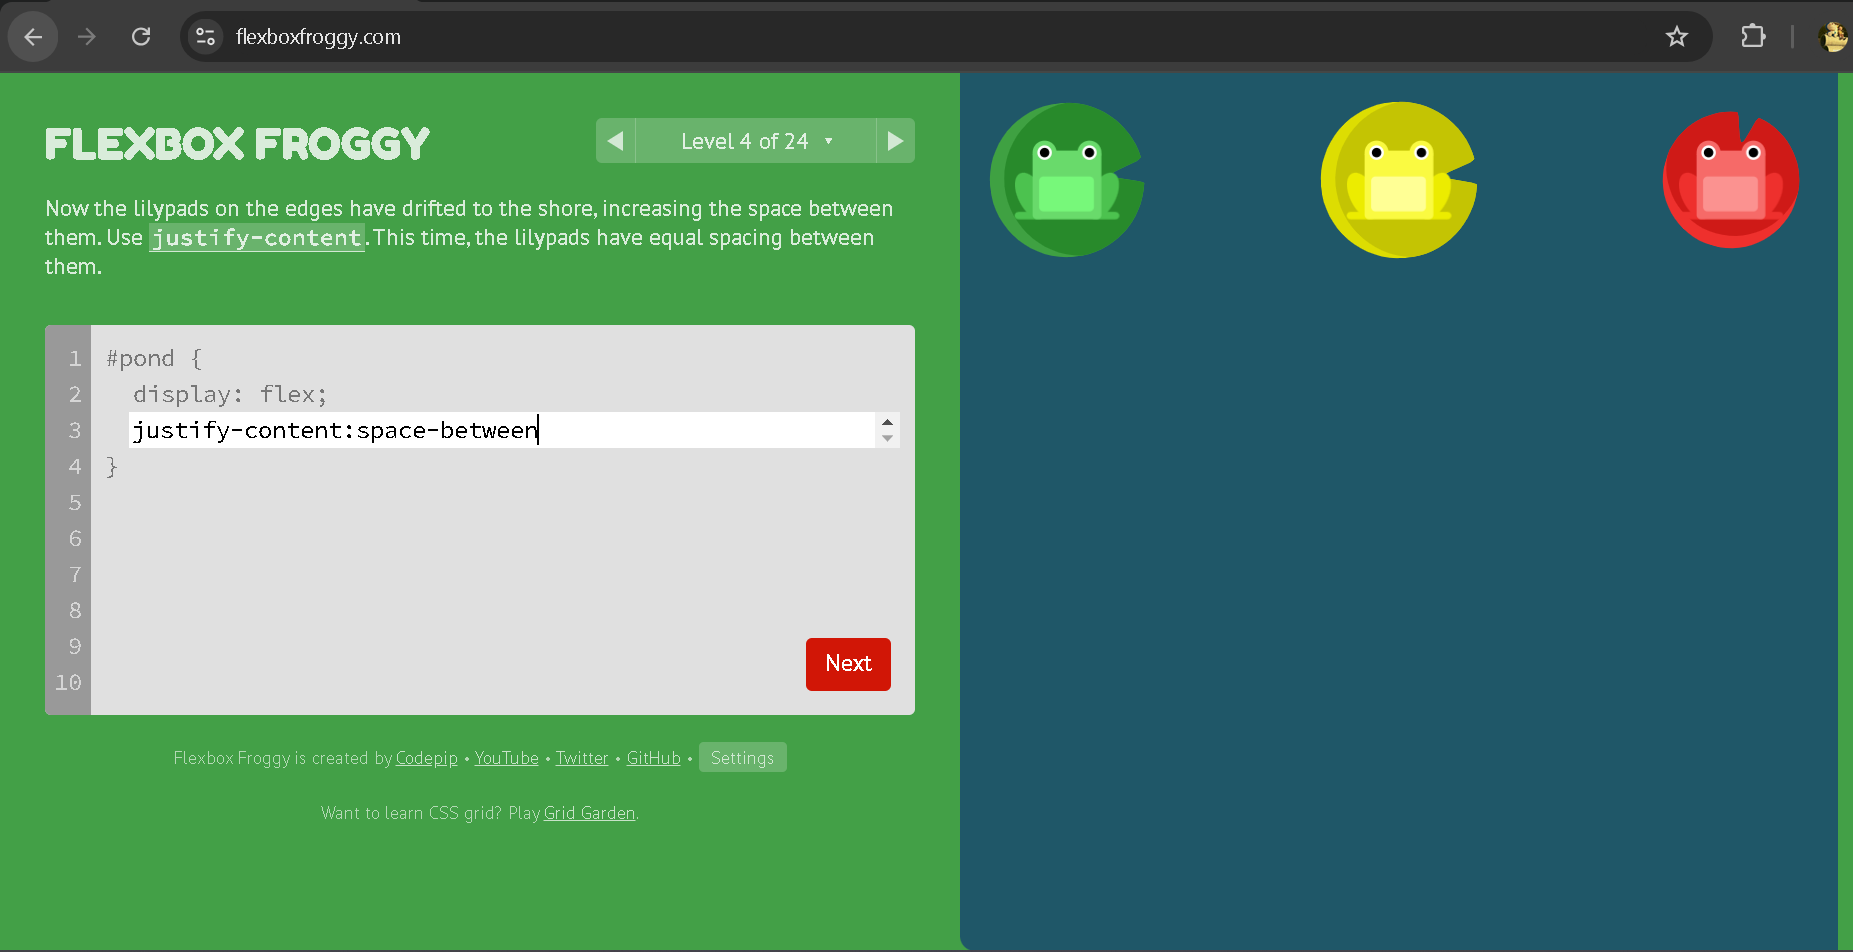 flexboxfroggy.com
FLEXBOX FROGGY
Level 4 of 24
Now the lilypads on the edges have drifted to the shore, increasing the space between
them. Use justify-content. This time, the lilypads have equal spacing between
them.
1 #pond {
2 display: flex;
3 justify-content:space-between
4 }
5
6
7
8
9
10
Next
Flexbox Froggy is created by Codepip • YouTube • Twitter • GitHub • Settings
Want to learn CSS grid? Play Grid Garden.